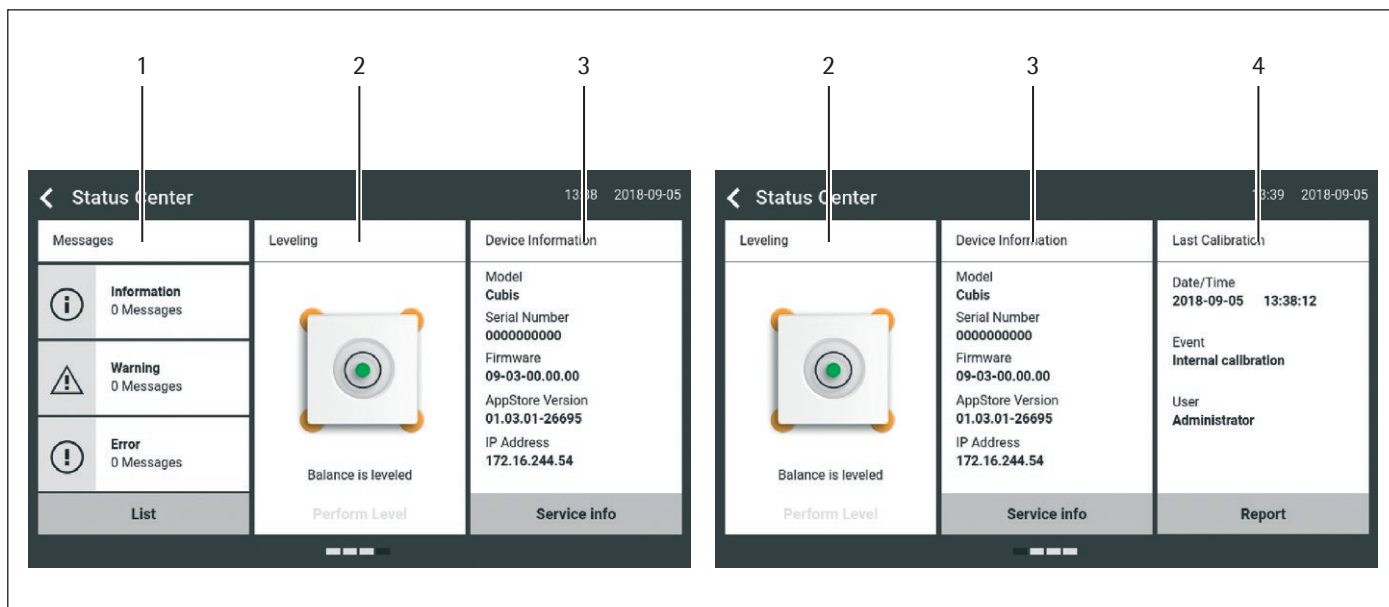 1
2
3
Status Center
13:38 2018-09-05
Messages
Information
0 Messages
Warning
0 Messages
Error
0 Messages
List
Leveling
Balance is leveled
Perform Level
Device Information
Model
Cubis
Serial Number
0000000000
Firmware
09-03-00.00.00
AppStore Version
01.03.01-26695
IP Address
172.16.244.54
Service info
2
3
4
Status Center
13:39 2018-09-05
Leveling
Balance is leveled
Perform Level
Device Information
Model
Cubis
Serial Number
0000000000
Firmware
09-03-00.00.00
AppStore Version
01.03.01-26695
IP Address
172.16.244.54
Service info
Last Calibration
Date/Time
2018-09-05 13:38:12
Event
Internal calibration
User
Administrator
Report